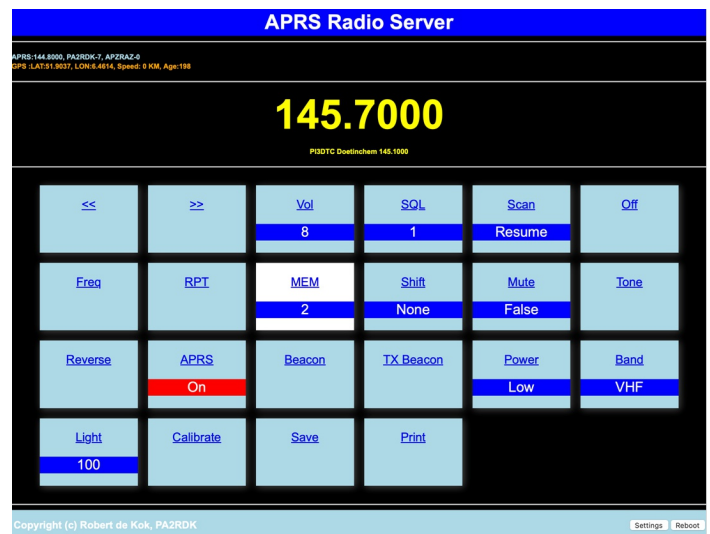 APRS Radio Server
APRS:144.8000, PA2RDK-7, APZRAZ-0
GPS :LAT:51.9037, LON:6.4614, Speed: 0 KM, Age:198
145.7000
PI3DTC Doetinchem 145.1000
<< >> Vol SQL Scan Off
8 1 Resume
Freq RPT MEM Shift Mute Tone
2 None False
Reverse APRS Beacon TX Beacon Power Band
On Low VHF
Light Calibrate Save Print
100
Copyright (c) Robert de Kok, PA2RDK Settings Reboot